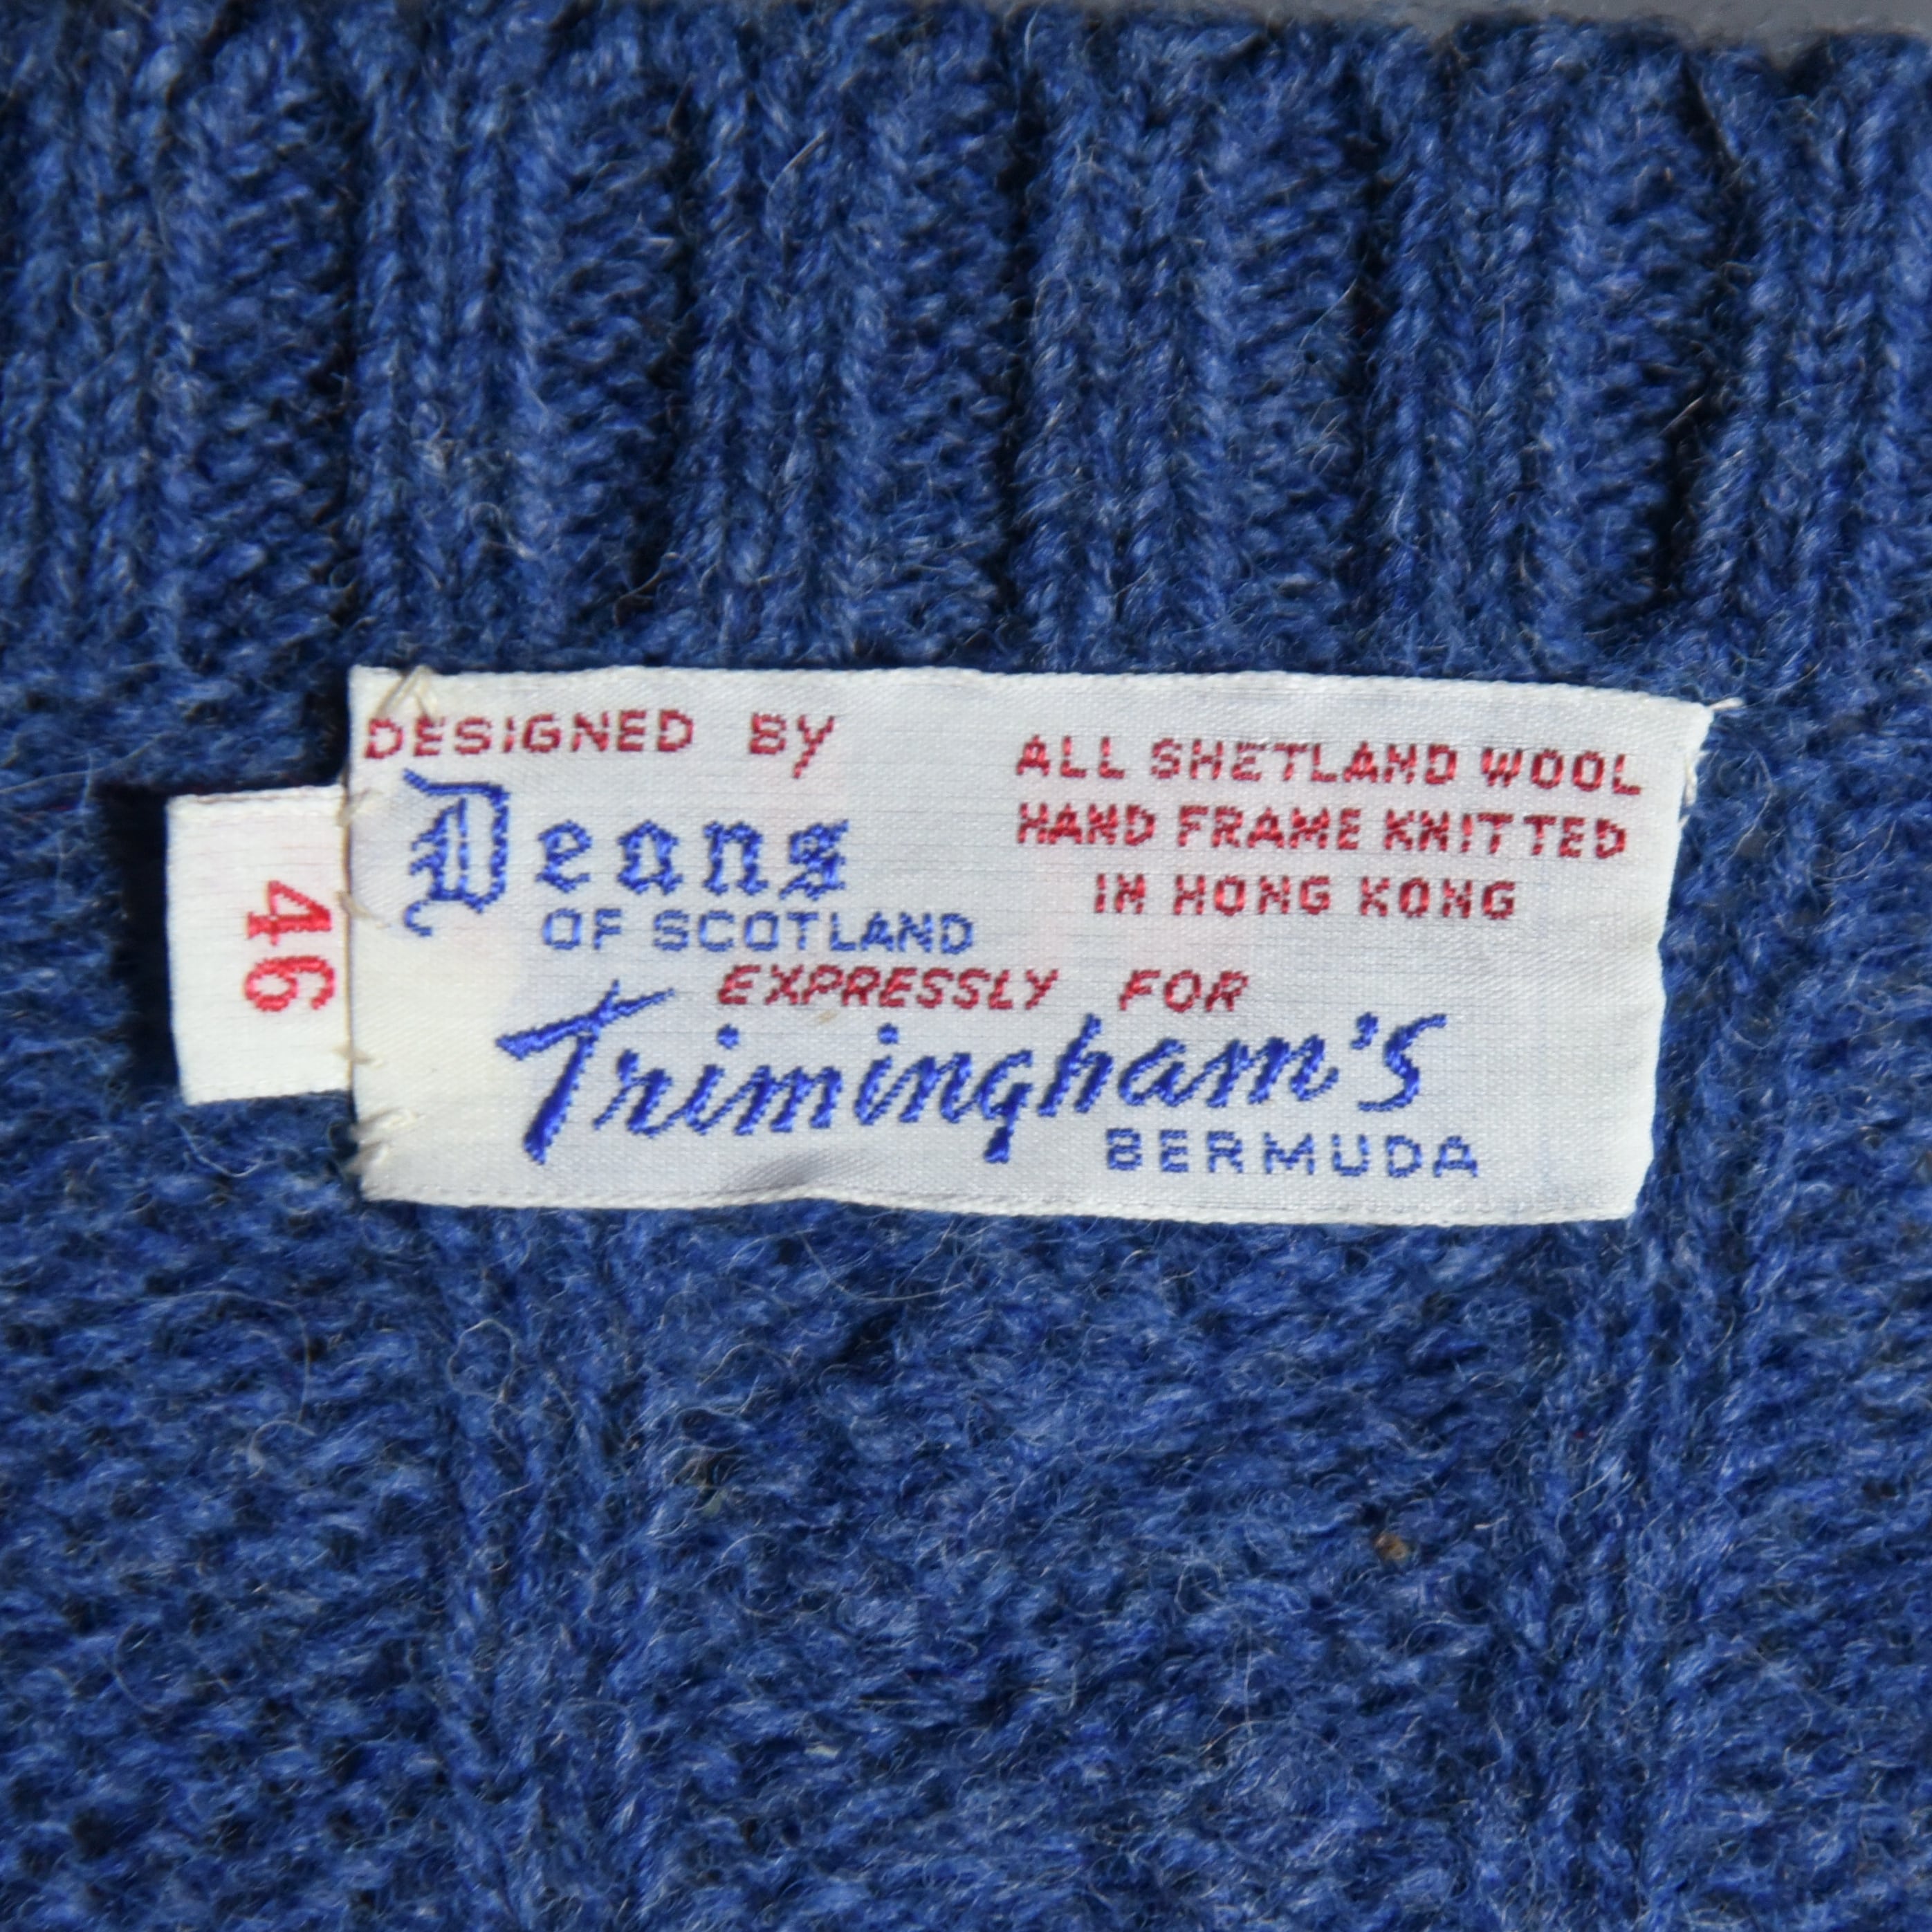 DESIGNED BY
Deans
OF SCOTLAND
ALL SHETLAND WOOL
HAND FRAME KNITTED
IN HONG KONG
EXPRESSLY FOR
Trimingham's
BERMUDA
46